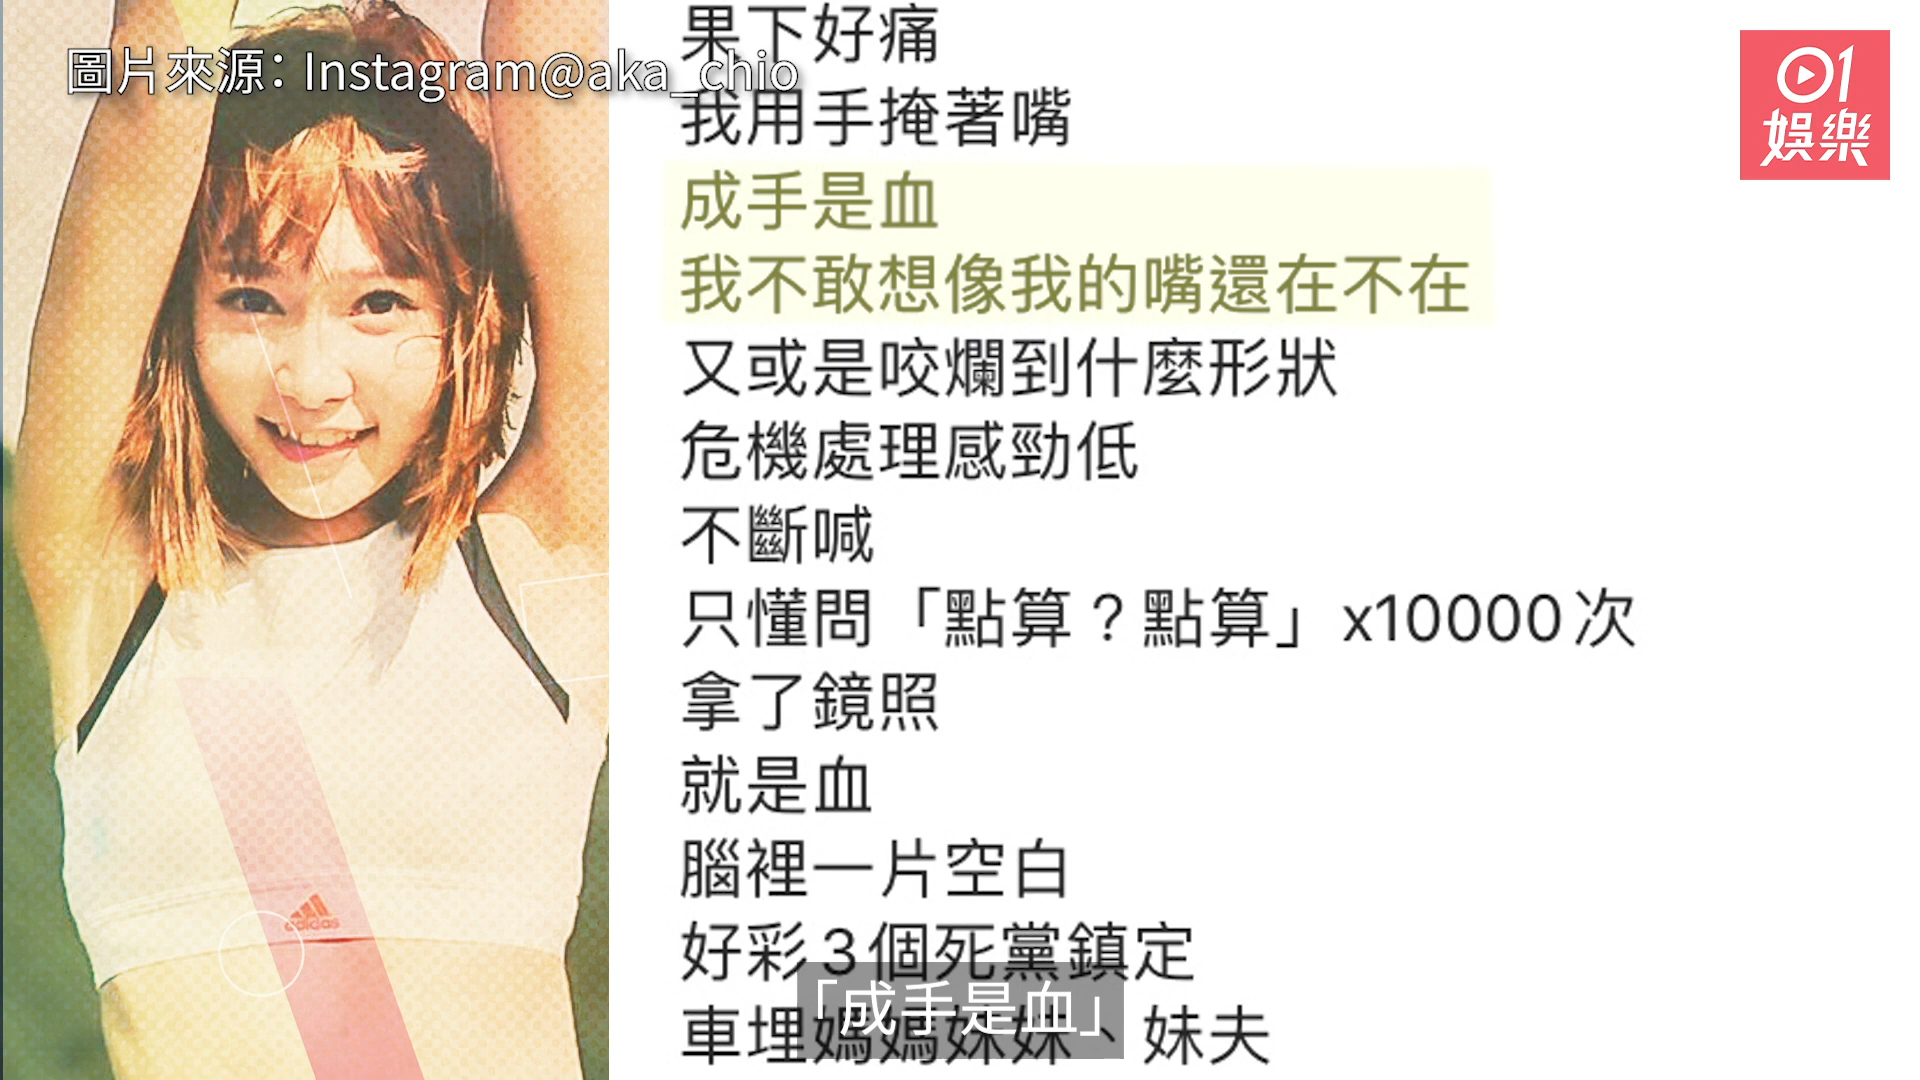 圖片來源：Instagram@aka_chio
01
娛樂
果下好痛
我用手掩著嘴
成手是血
我不敢想像我的嘴還在不在
又或是咬爛到什麼形狀
危機處理感勁低
不斷喊
只懂問「點算？點算」x10000次
拿了鏡照
就是血
腦裡一片空白
好彩3個死黨鎮定
車埋媽媽妹妹、妹夫
「成手是血」
adidas